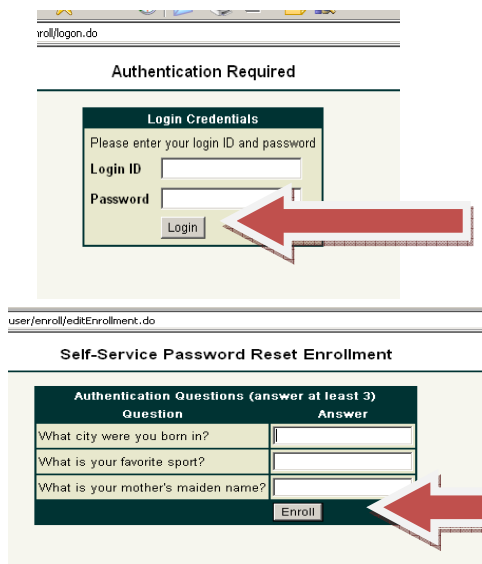 nroll/logon.do
Authentication Required
Login Credentials
Please enter your login ID and password
Login ID
Password
Login
user/enroll/editEnrollment.do
Self-Service Password Reset Enrollment
Authentication Questions (answer at least 3)
Question Answer
What city were you born in?
What is your favorite sport?
What is your mother's maiden name?
Enroll